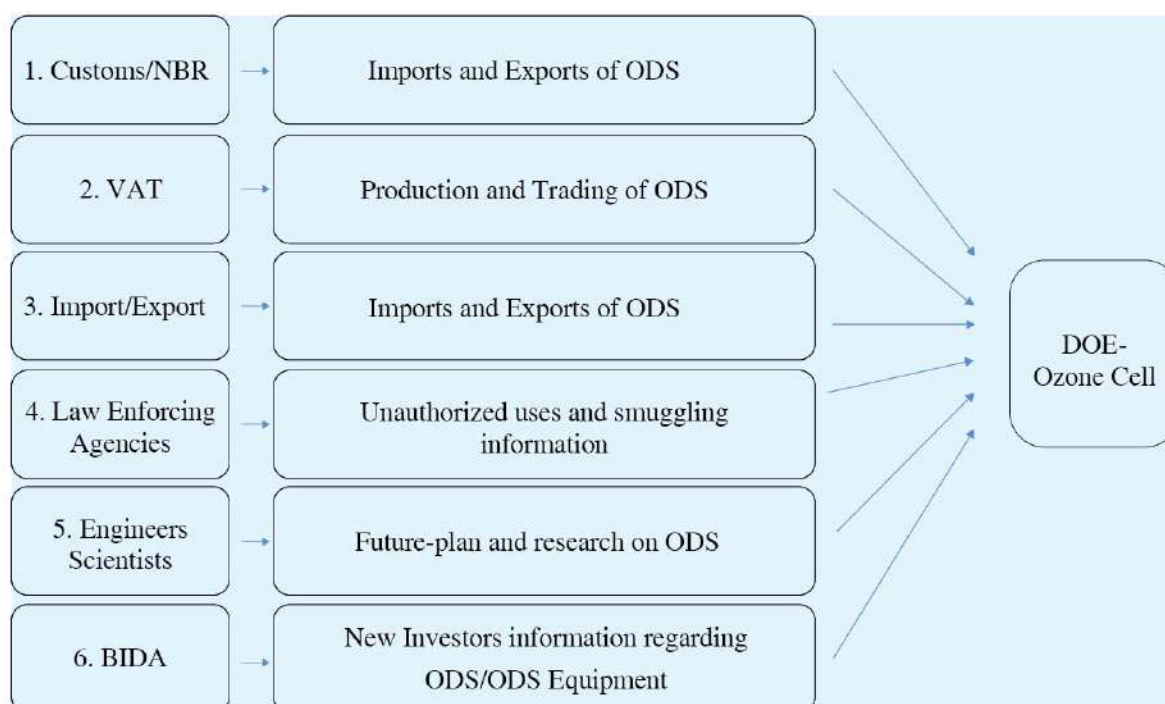 1. Customs/NBR
Imports and Exports of ODS
2. VAT
Production and Trading of ODS
3. Import/Export
Imports and Exports of ODS
4. Law Enforcing
Agencies
Unauthorized uses and smuggling
information
5. Engineers
Scientists
Future-plan and research on ODS
6. BIDA
New Investors information regarding
ODS/ODS Equipment
DOE-
Ozone Cell